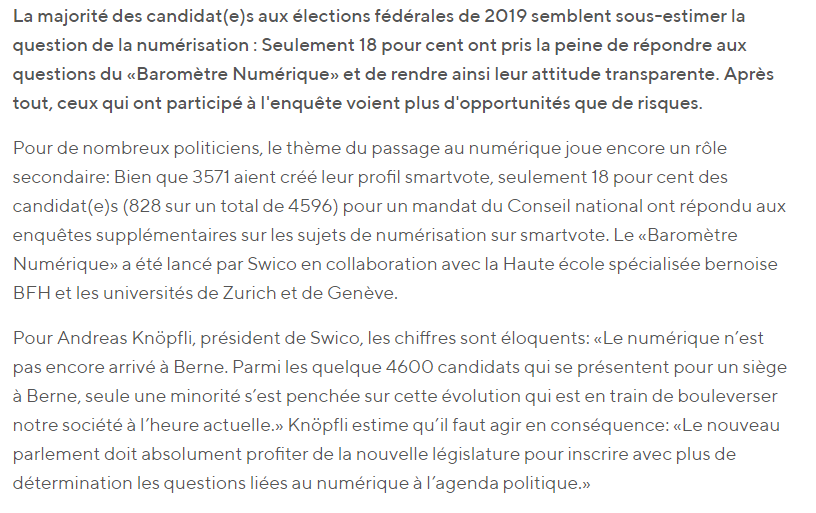 La majorité des candidat(e)s aux élections fédérales de 2019 semblent sous-estimer la
question de la numérisation : Seulement 18 pour cent ont pris la peine de répondre aux
questions du «Baromètre Numérique» et de rendre ainsi leur attitude transparente. Après
tout, ceux qui ont participé à l'enquête voient plus d'opportunités que de risques.
Pour de nombreux politiciens, le thème du passage au numérique joue encore un rôle
secondaire: Bien que 3571 aient créé leur profil smartvote, seulement 18 pour cent des
candidat(e)s (828 sur un total de 4596) pour un mandat du Conseil national ont répondu aux
enquêtes supplémentaires sur les sujets de numérisation sur smartvote. Le «Baromètre
Numérique» a été lancé par Swico en collaboration avec la Haute école spécialisée bernoise
BFH et les universités de Zurich et de Genève.
Pour Andreas Knöpfli, président de Swico, les chiffres sont éloquents: «Le numérique n’est
pas encore arrivé à Berne. Parmi les quelque 4600 candidats qui se présentent pour un siège
à Berne, seule une minorité s’est penchée sur cette évolution qui est en train de bouleverser
notre société à l’heure actuelle.» Knöpfli estime qu’il faut agir en conséquence: «Le nouveau
parlement doit absolument profiter de la nouvelle législature pour inscrire avec plus de
détermination les questions liées au numérique à l’agenda politique.»